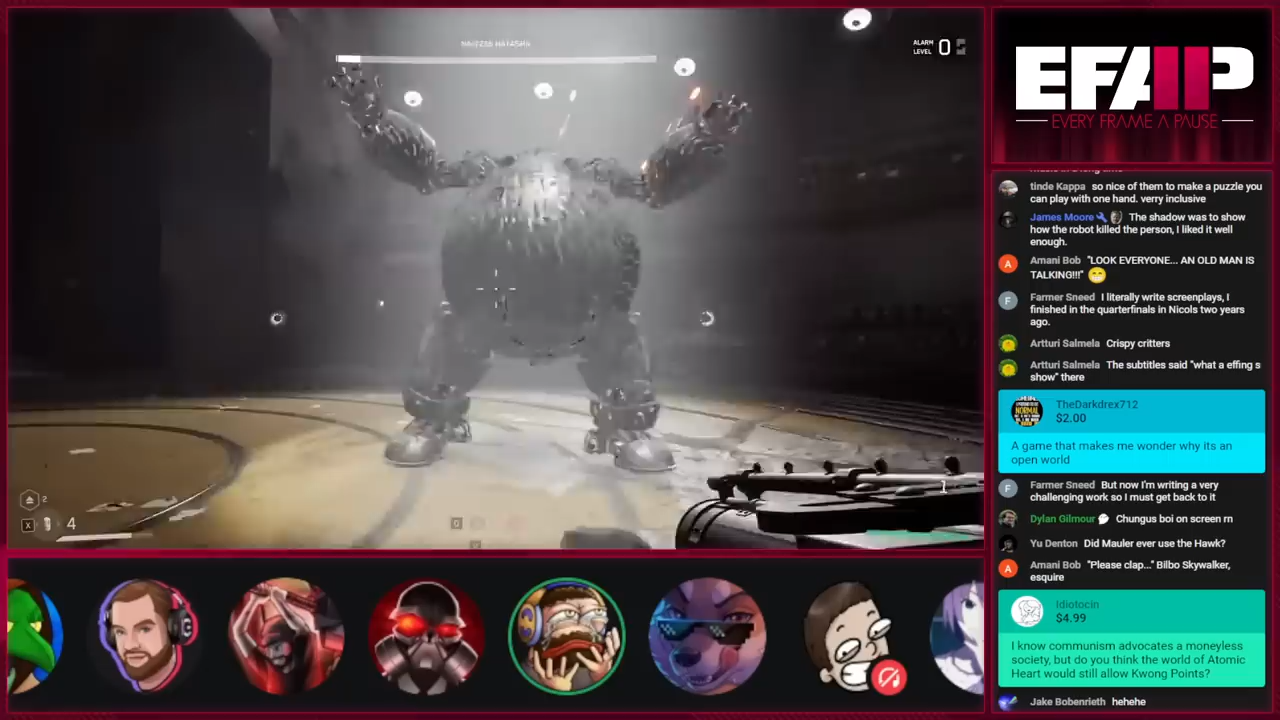 ALARM
LEVEL 0
2
X 4
Q
X
1
EFAP
EVERY FRAME A PAUSE
tinde Kappa so nice of them to make a puzzle you
can play with one hand. verry inclusive
James Moore The shadow was to show
how the robot killed the person, I liked it well
enough.
Amani Bob "LOOK EVERYONE... AN OLD MAN IS
TALKING!!!"
Farmer Sneed I literally write screenplays, I
finished in the quarterfinals in Nicols two years
ago.
Artturi Salmela Crispy critters
Artturi Salmela The subtitles said "what a effing s
show" there
NORMAL
TheDarkdrex712
$2.00
A game that makes me wonder why its an
open world
Farmer Sneed But now I'm writing a very
challenging work so I must get back to it
Dylan Gilmour Chungus boi on screen rn
Yu Denton Did Mauler ever use the Hawk?
Amani Bob "Please clap..." Bilbo Skywalker,
esquire
Idiotocin
$4.99
I know communism advocates a moneyless
society, but do you think the world of Atomic
Heart would still allow Kwong Points?
Jake Bobenrieth hehehe